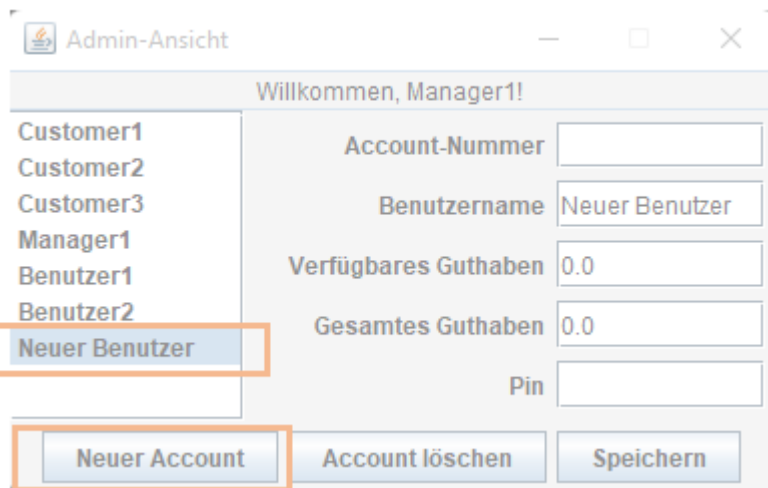 Admin-Ansicht
Willkommen, Manager1!
Customer1
Customer2
Customer3
Manager1
Benutzer1
Benutzer2
Neuer Benutzer
Account-Nummer
Benutzername Neuer Benutzer
Verfügbares Guthaben 0.0
Gesamtes Guthaben 0.0
Pin
Neuer Account Account löschen Speichern